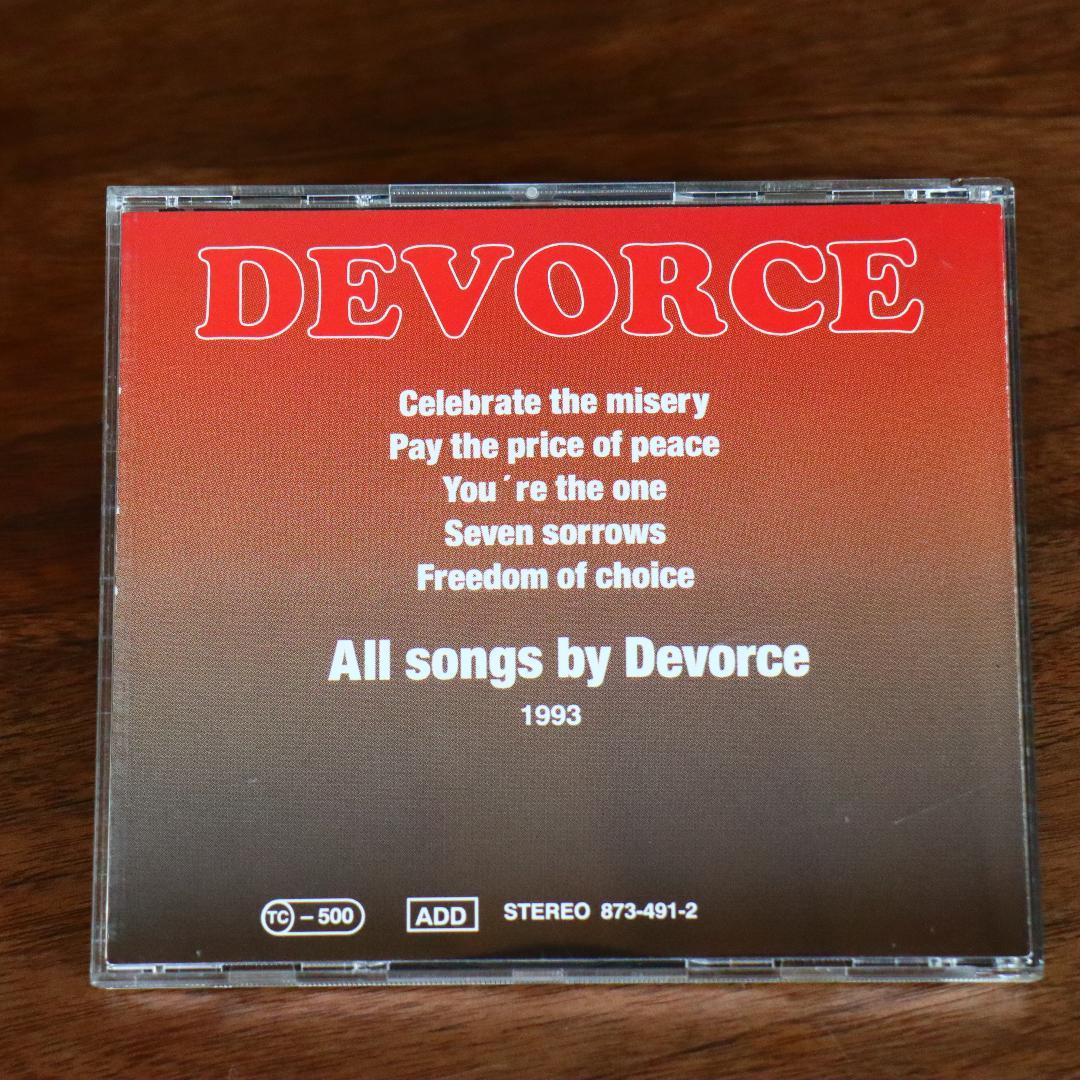 DEVORCE
Celebrate the misery
Pay the price of peace
You´re the one
Seven sorrows
Freedom of choice
All songs by Devorce
1993
TC – 500 ADD STEREO 873-491-2